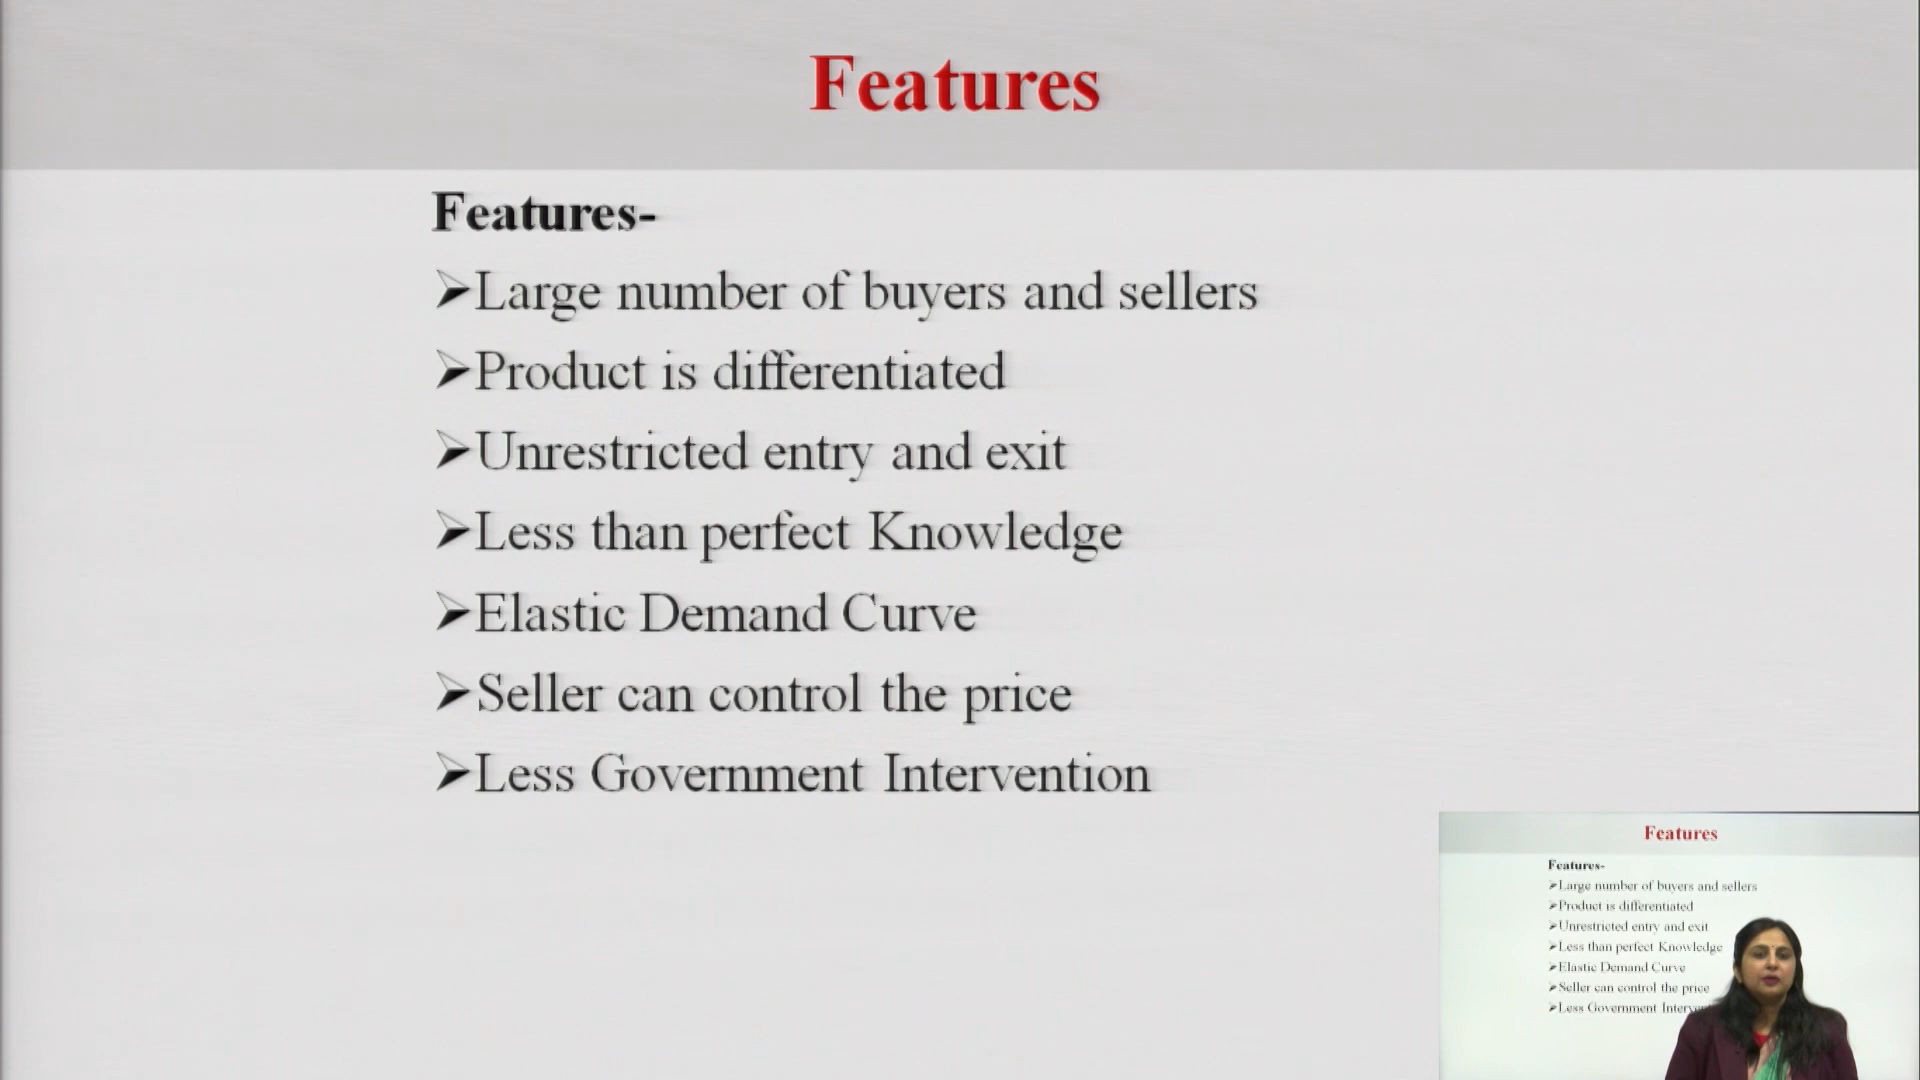 Features
Features-
➢Large number of buyers and sellers
➢Product is differentiated
➢Unrestricted entry and exit
➢Less than perfect Knowledge
➢Elastic Demand Curve
➢Seller can control the price
➢Less Government Intervention
Features
Features-
➢Large number of buyers and sellers
➢Product is differentiated
➢Unrestricted entry and exit
➢Less than perfect Knowledge
➢Elastic Demand Curve
➢Seller can control the price
➢Less Government